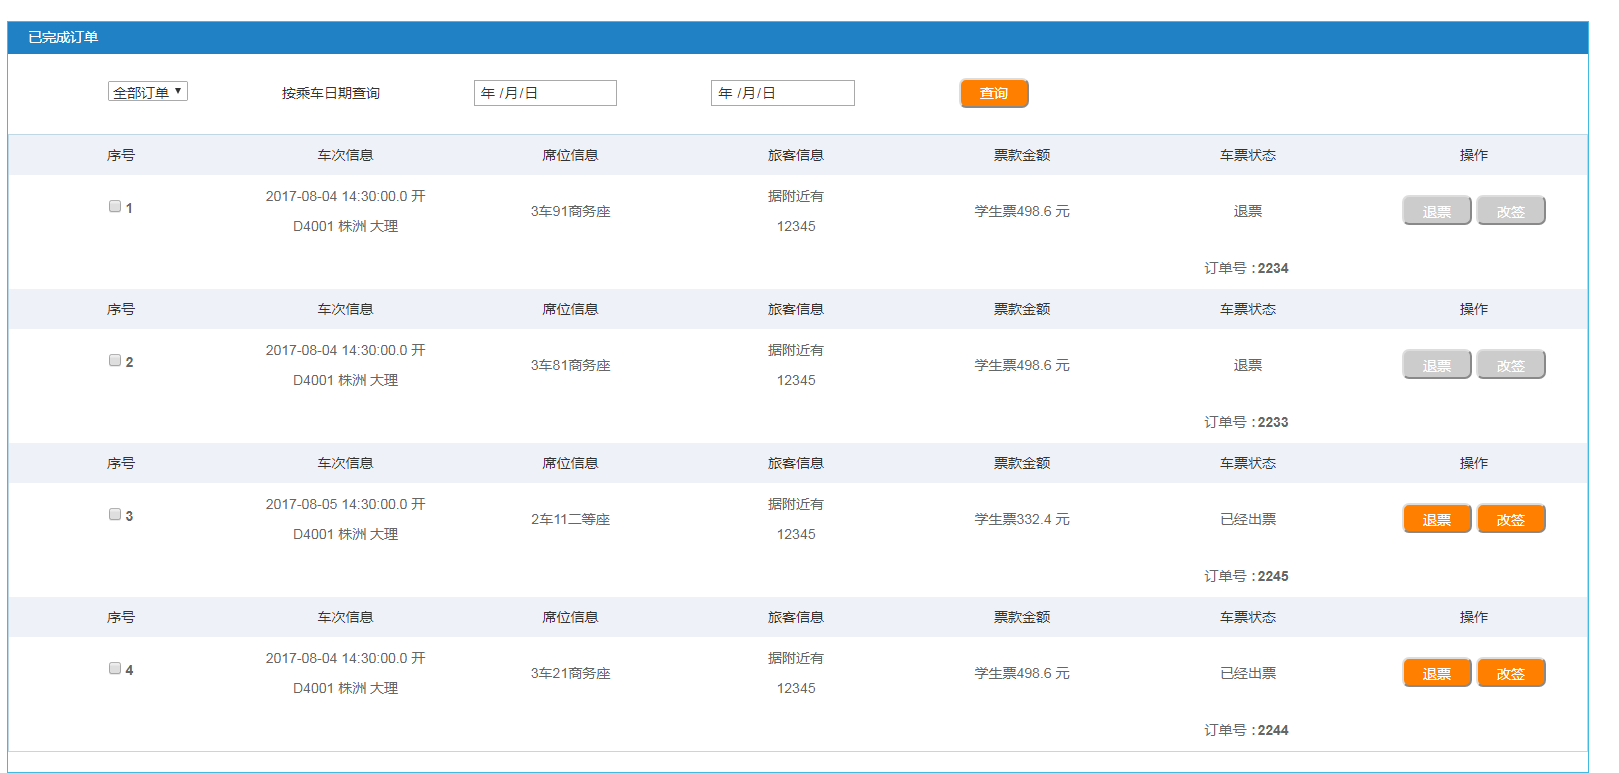 已完成订单
全部订单 按乘车日期查询 年 /月/日 年 /月/日 查询
序号 车次信息 席位信息 旅客信息 票款金额 车票状态 操作
2017-08-04 14:30:00.0 开 据附近有
1 3车91商务座 学生票498.6 元 退票 退票 改签
D4001 株洲 大理 12345
订单号 : 2234
序号 车次信息 席位信息 旅客信息 票款金额 车票状态 操作
2017-08-04 14:30:00.0 开 据附近有
2 3车81商务座 学生票498.6 元 退票 退票 改签
D4001 株洲 大理 12345
订单号 : 2233
序号 车次信息 席位信息 旅客信息 票款金额 车票状态 操作
2017-08-05 14:30:00.0 开 据附近有
3 2车11二等座 学生票332.4 元 已经出票 退票 改签
D4001 株洲 大理 12345
订单号 : 2245
序号 车次信息 席位信息 旅客信息 票款金额 车票状态 操作
2017-08-04 14:30:00.0 开 据附近有
4 3车21商务座 学生票498.6 元 已经出票 退票 改签
D4001 株洲 大理 12345
订单号 : 2244